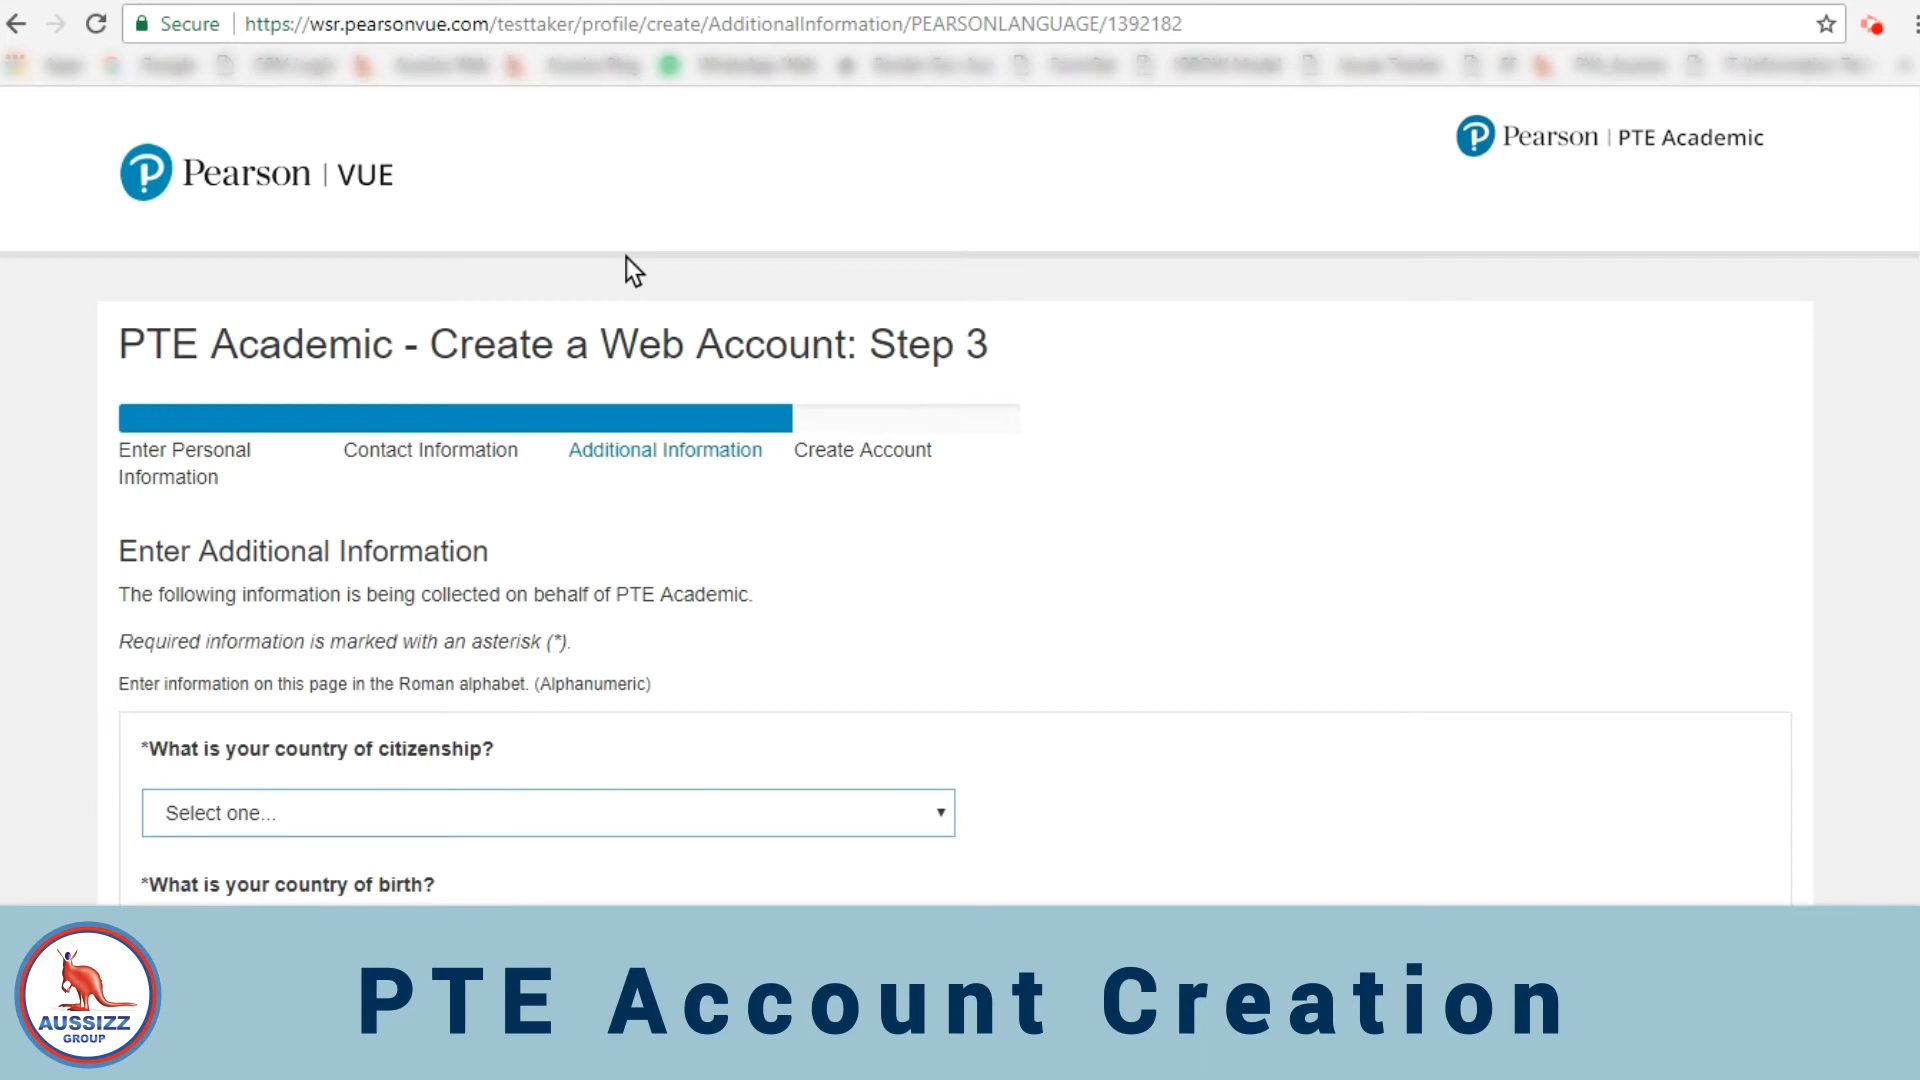 Secure
https://wsr.pearsonvue.com/testtaker/profile/create/AdditionalInformation/PEARSONLANGUAGE/1392182
Pearson | VUE
Pearson | PTE Academic
PTE Academic - Create a Web Account: Step 3
Enter Personal Information
Contact Information
Additional Information
Create Account
Enter Additional Information
The following information is being collected on behalf of PTE Academic.
Required information is marked with an asterisk (*).
Enter information on this page in the Roman alphabet. (Alphanumeric)
*What is your country of citizenship?
Select one...
*What is your country of birth?
AUSSIZZ
GROUP
PTE Account Creation